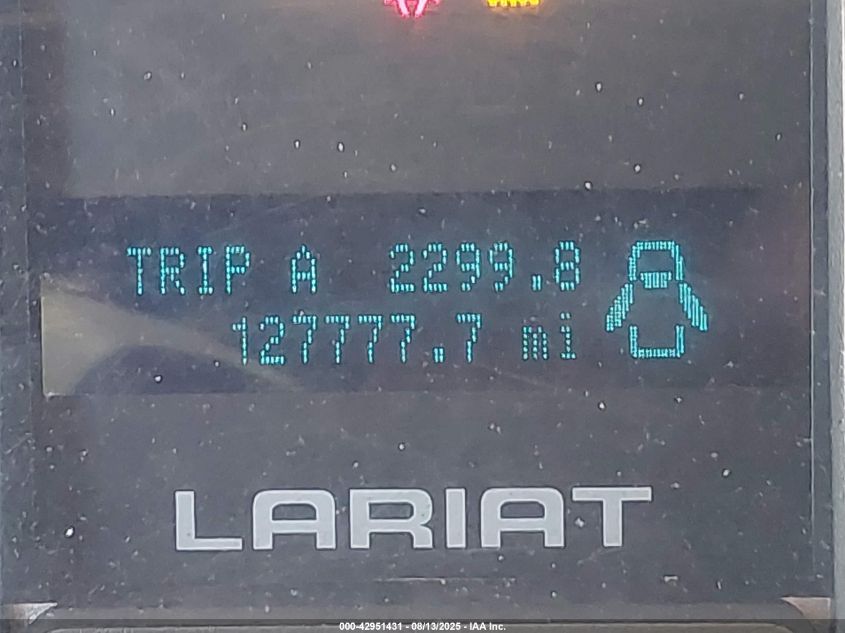 TRIP A 2299.8
127777.7 mi
LARIAT
000-42951431 - 08/13/2025 - IAA Inc.